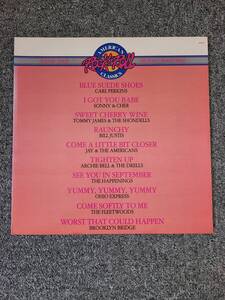 AMERICAN
Rock & Roll
CLASSICS
BLUE SUEDE SHOES
CARL PERKINS
I GOT YOU BABE
SONNY & CHER
SWEET CHERRY WINE
TOMMY JAMES & THE SHONDELLS
RAUNCHY
BILL JUSTIS
COME A LITTLE BIT CLOSER
JAY & THE AMERICANS
TIGHTEN UP
ARCHIE BELL & THE DRELLS
SEE YOU IN SEPTEMBER
THE HAPPENINGS
YUMMY, YUMMY, YUMMY
OHIO EXPRESS
COME SOFTLY TO ME
THE FLEETWOODS
WORST THAT COULD HAPPEN
BROOKLYN BRIDGE